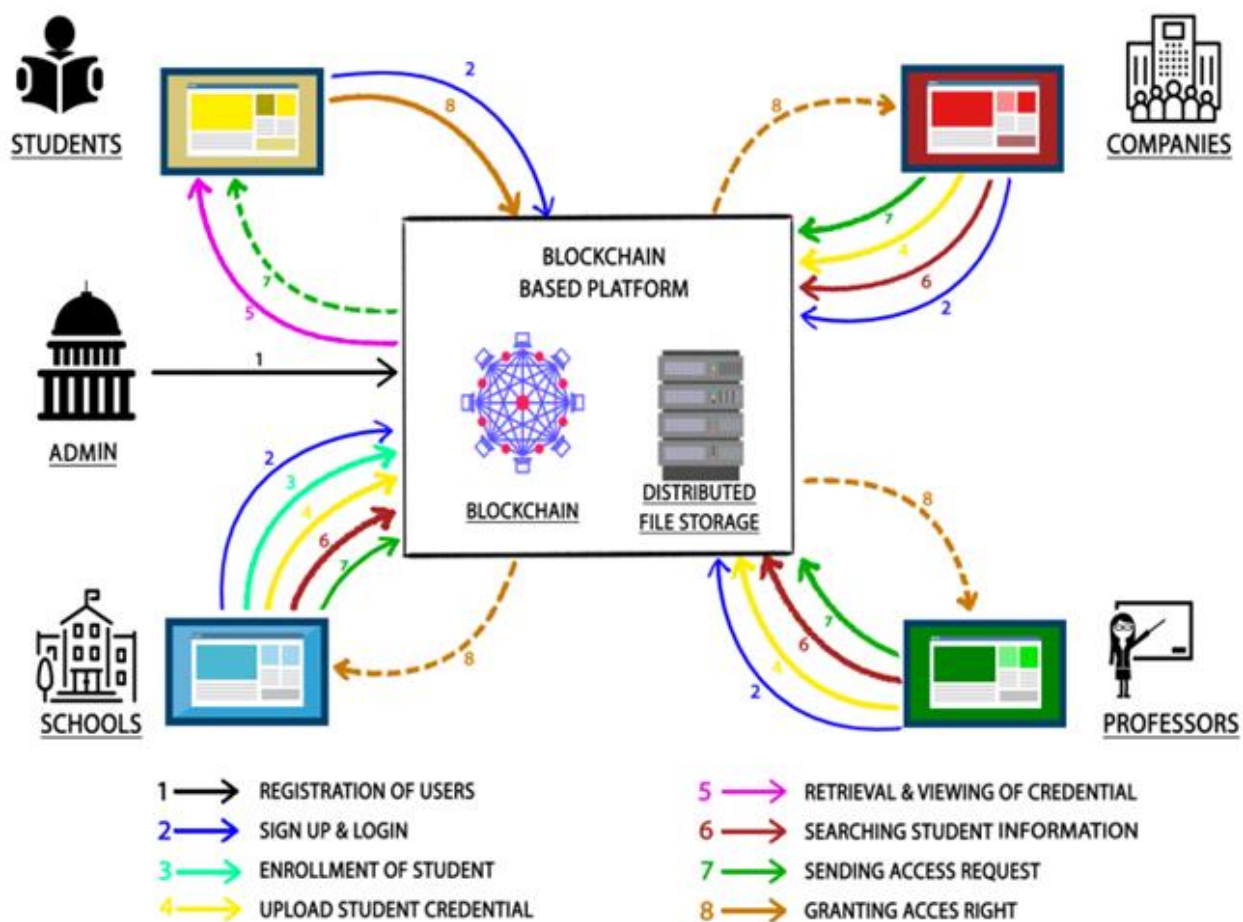 STUDENTS
2
8
8
COMPANIES
7
4
6
2
7
5
BLOCKCHAIN
BASED PLATFORM
1
ADMIN
BLOCKCHAIN
DISTRIBUTED
FILE STORAGE
2
3
4
6
7
8
8
7
6
4
2
SCHOOLS
PROFESSORS
1 REGISTRATION OF USERS
2 SIGN UP & LOGIN
3 ENROLLMENT OF STUDENT
4 UPLOAD STUDENT CREDENTIAL
5 RETRIEVAL & VIEWING OF CREDENTIAL
6 SEARCHING STUDENT INFORMATION
7 SENDING ACCESS REQUEST
8 GRANTING ACCES RIGHT